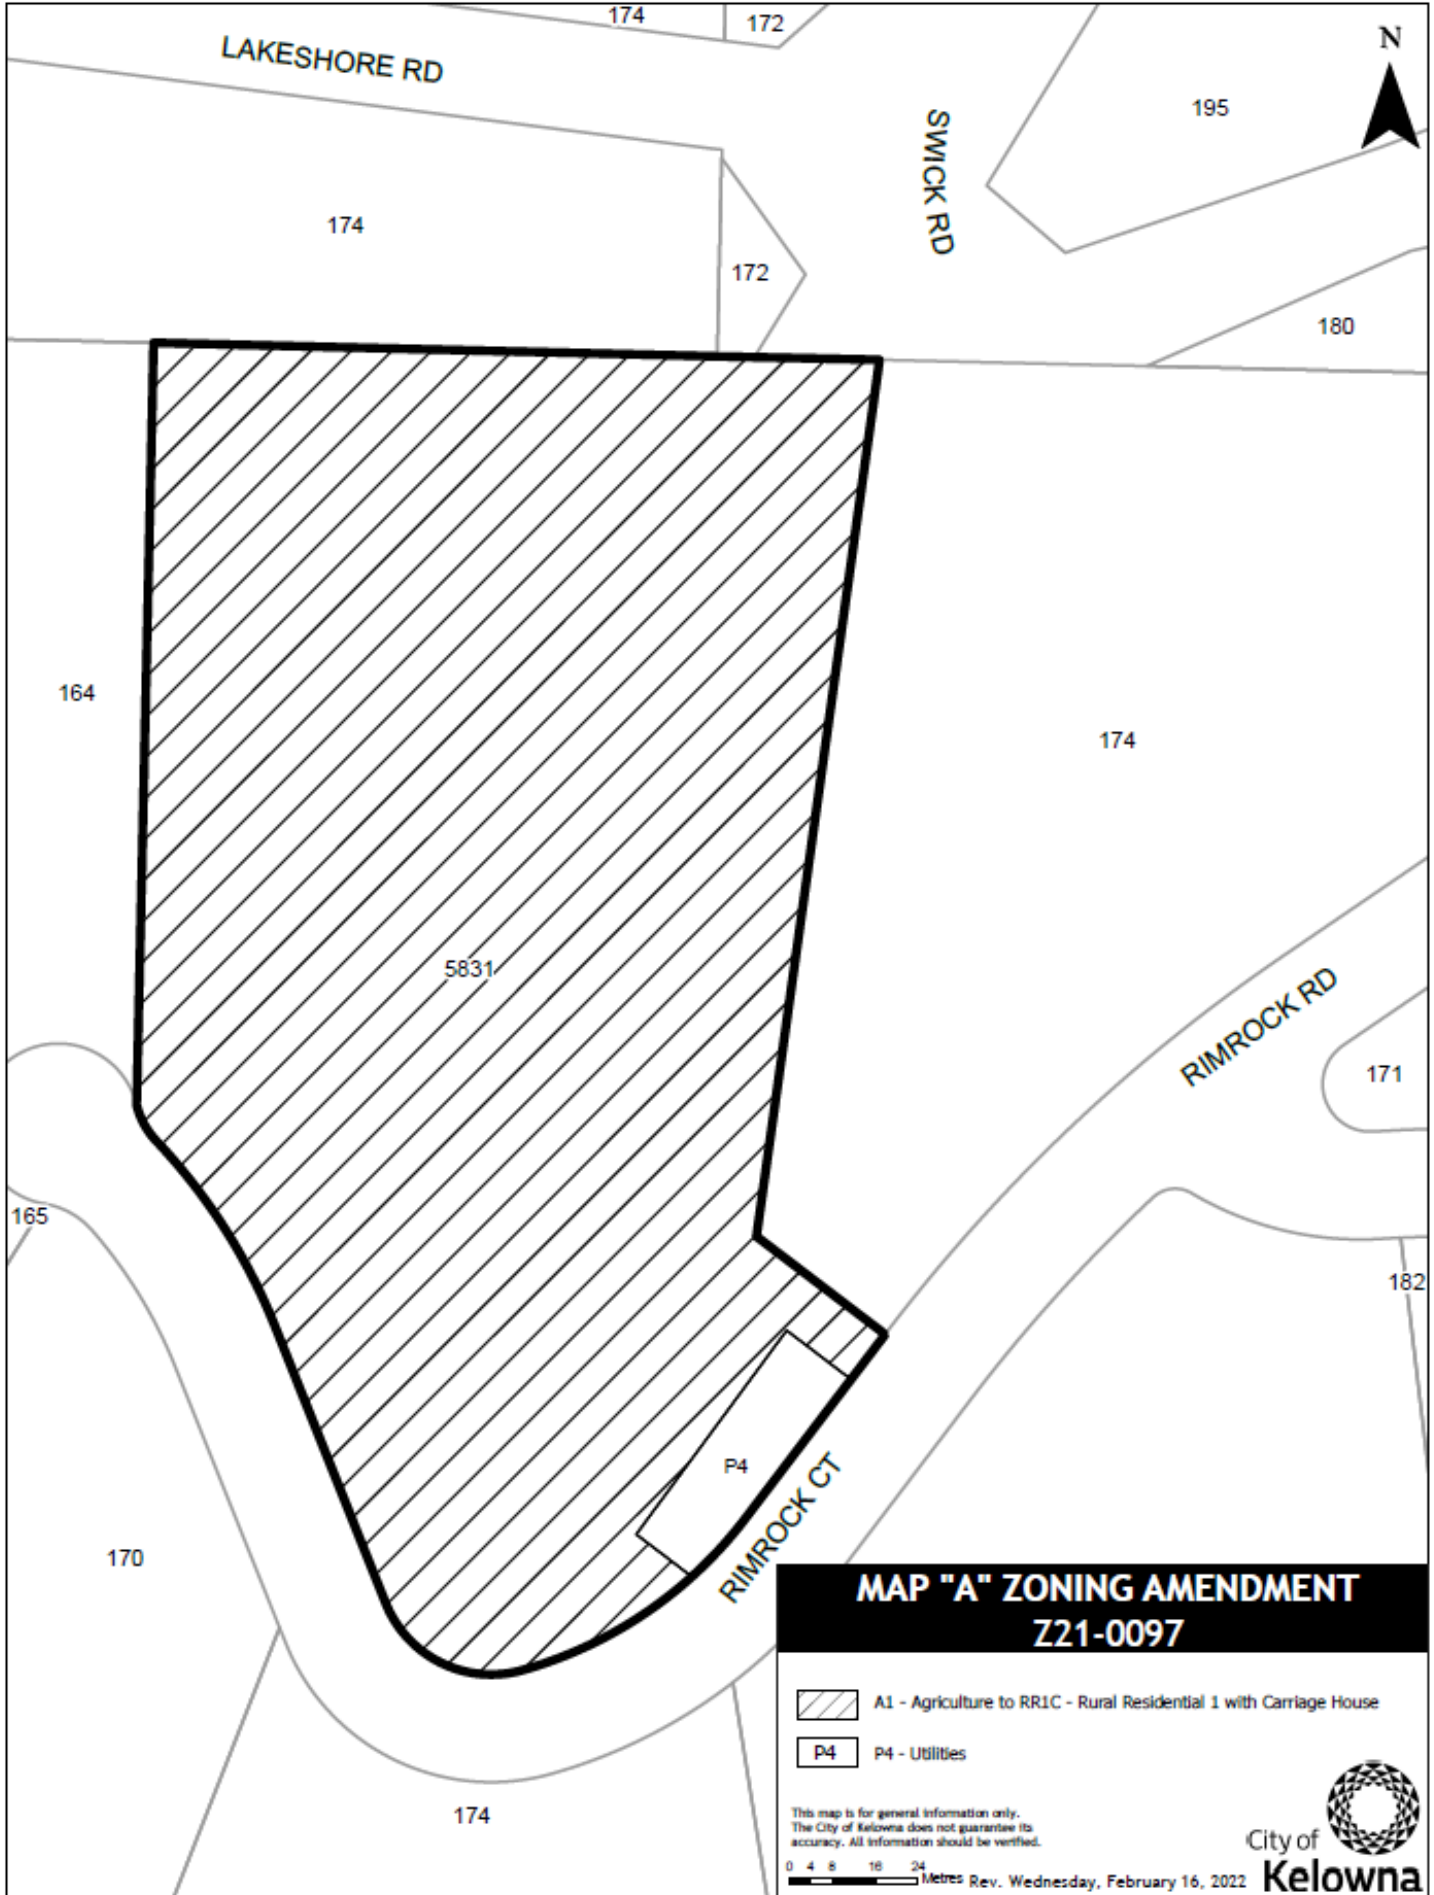 174
172
LAKESHORE RD
N
195
SWICK RD
174
172
180
164
174
5831
RIMROCK RD
171
165
182
P4
RIMROCK CT
170
174
MAP "A" ZONING AMENDMENT
Z21-0097
A1 - Agriculture to RR1C - Rural Residential 1 with Carriage House
P4
P4 - Utilities
This map is for general information only.
The City of Kelowna does not guarantee its
accuracy. All information should be verified.
0 4 8 16 24
Metres
Rev. Wednesday, February 16, 2022
City of
Kelowna